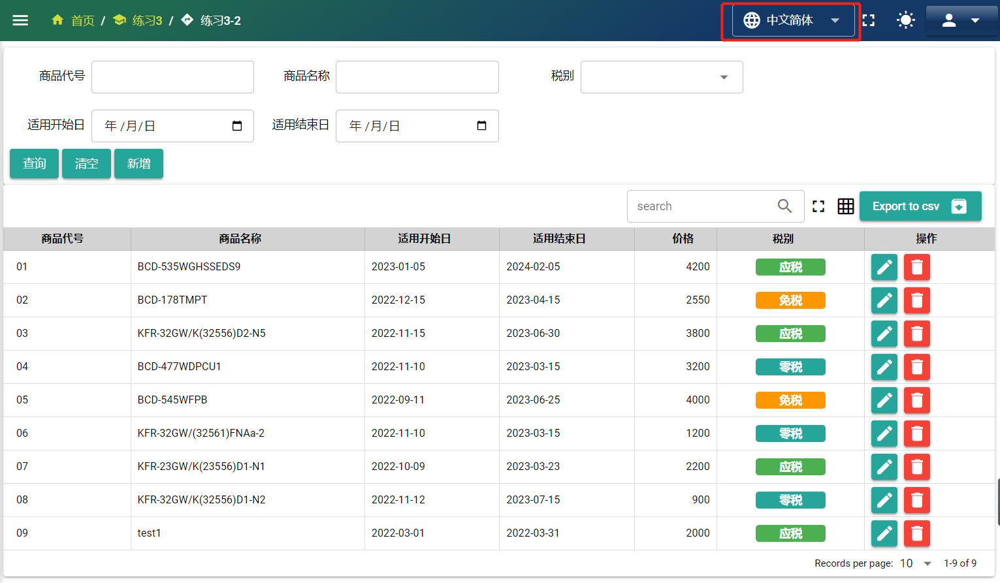 首页 / 练习3 / 练习3-2 中文简体
商品代号 商品名称 税别
适用开始日 年 /月/日 适用结束日 年 /月/日
查询 清空 新增
search Export to csv
商品代号 商品名称 适用开始日 适用结束日 价格 税别 操作
01 BCD-535WGHSSEDS9 2023-01-05 2024-02-05 4200 应税
02 BCD-178TMPT 2022-12-15 2023-04-15 2550 免税
03 KFR-32GW/K(32556)D2-N5 2022-11-15 2023-06-30 3800 应税
04 BCD-477WDPCU1 2022-11-10 2023-03-15 3200 零税
05 BCD-545WFPB 2022-09-11 2023-06-25 4000 免税
06 KFR-32GW/(32561)FNAa-2 2022-11-10 2023-03-15 1200 零税
07 KFR-23GW/K(23556)D1-N1 2022-10-09 2023-03-23 2200 应税
08 KFR-32GW/K(32556)D1-N2 2022-11-12 2023-07-15 900 零税
09 test1 2022-03-01 2022-03-31 2000 应税
Records per page: 10 1-9 of 9